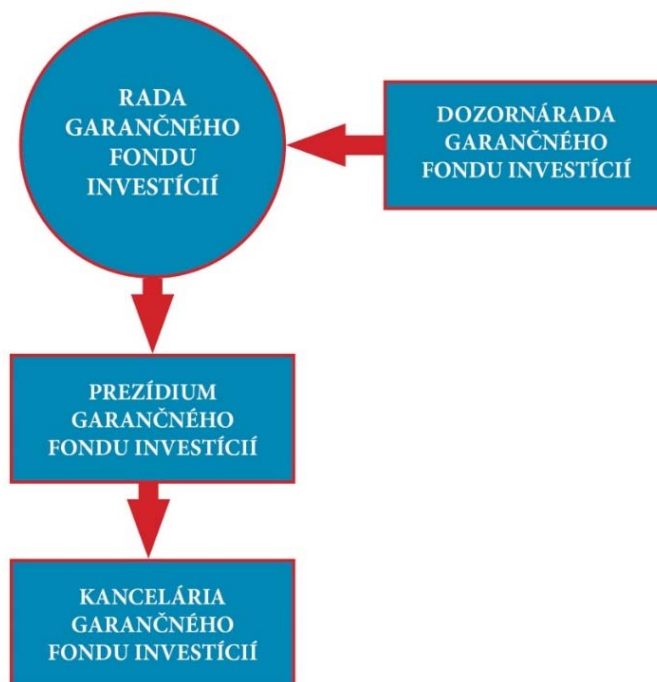 RADA
GARANČNÉHO
FONDU
INVESTÍCIÍ
DOZORNÁRADA
GARANČNÉHO
FONDU INVESTÍCIÍ
PREZÍDIUM
GARANČNÉHO
FONDU INVESTÍCIÍ
KANCELÁRIA
GARANČNÉHO
FONDU INVESTÍCIÍ